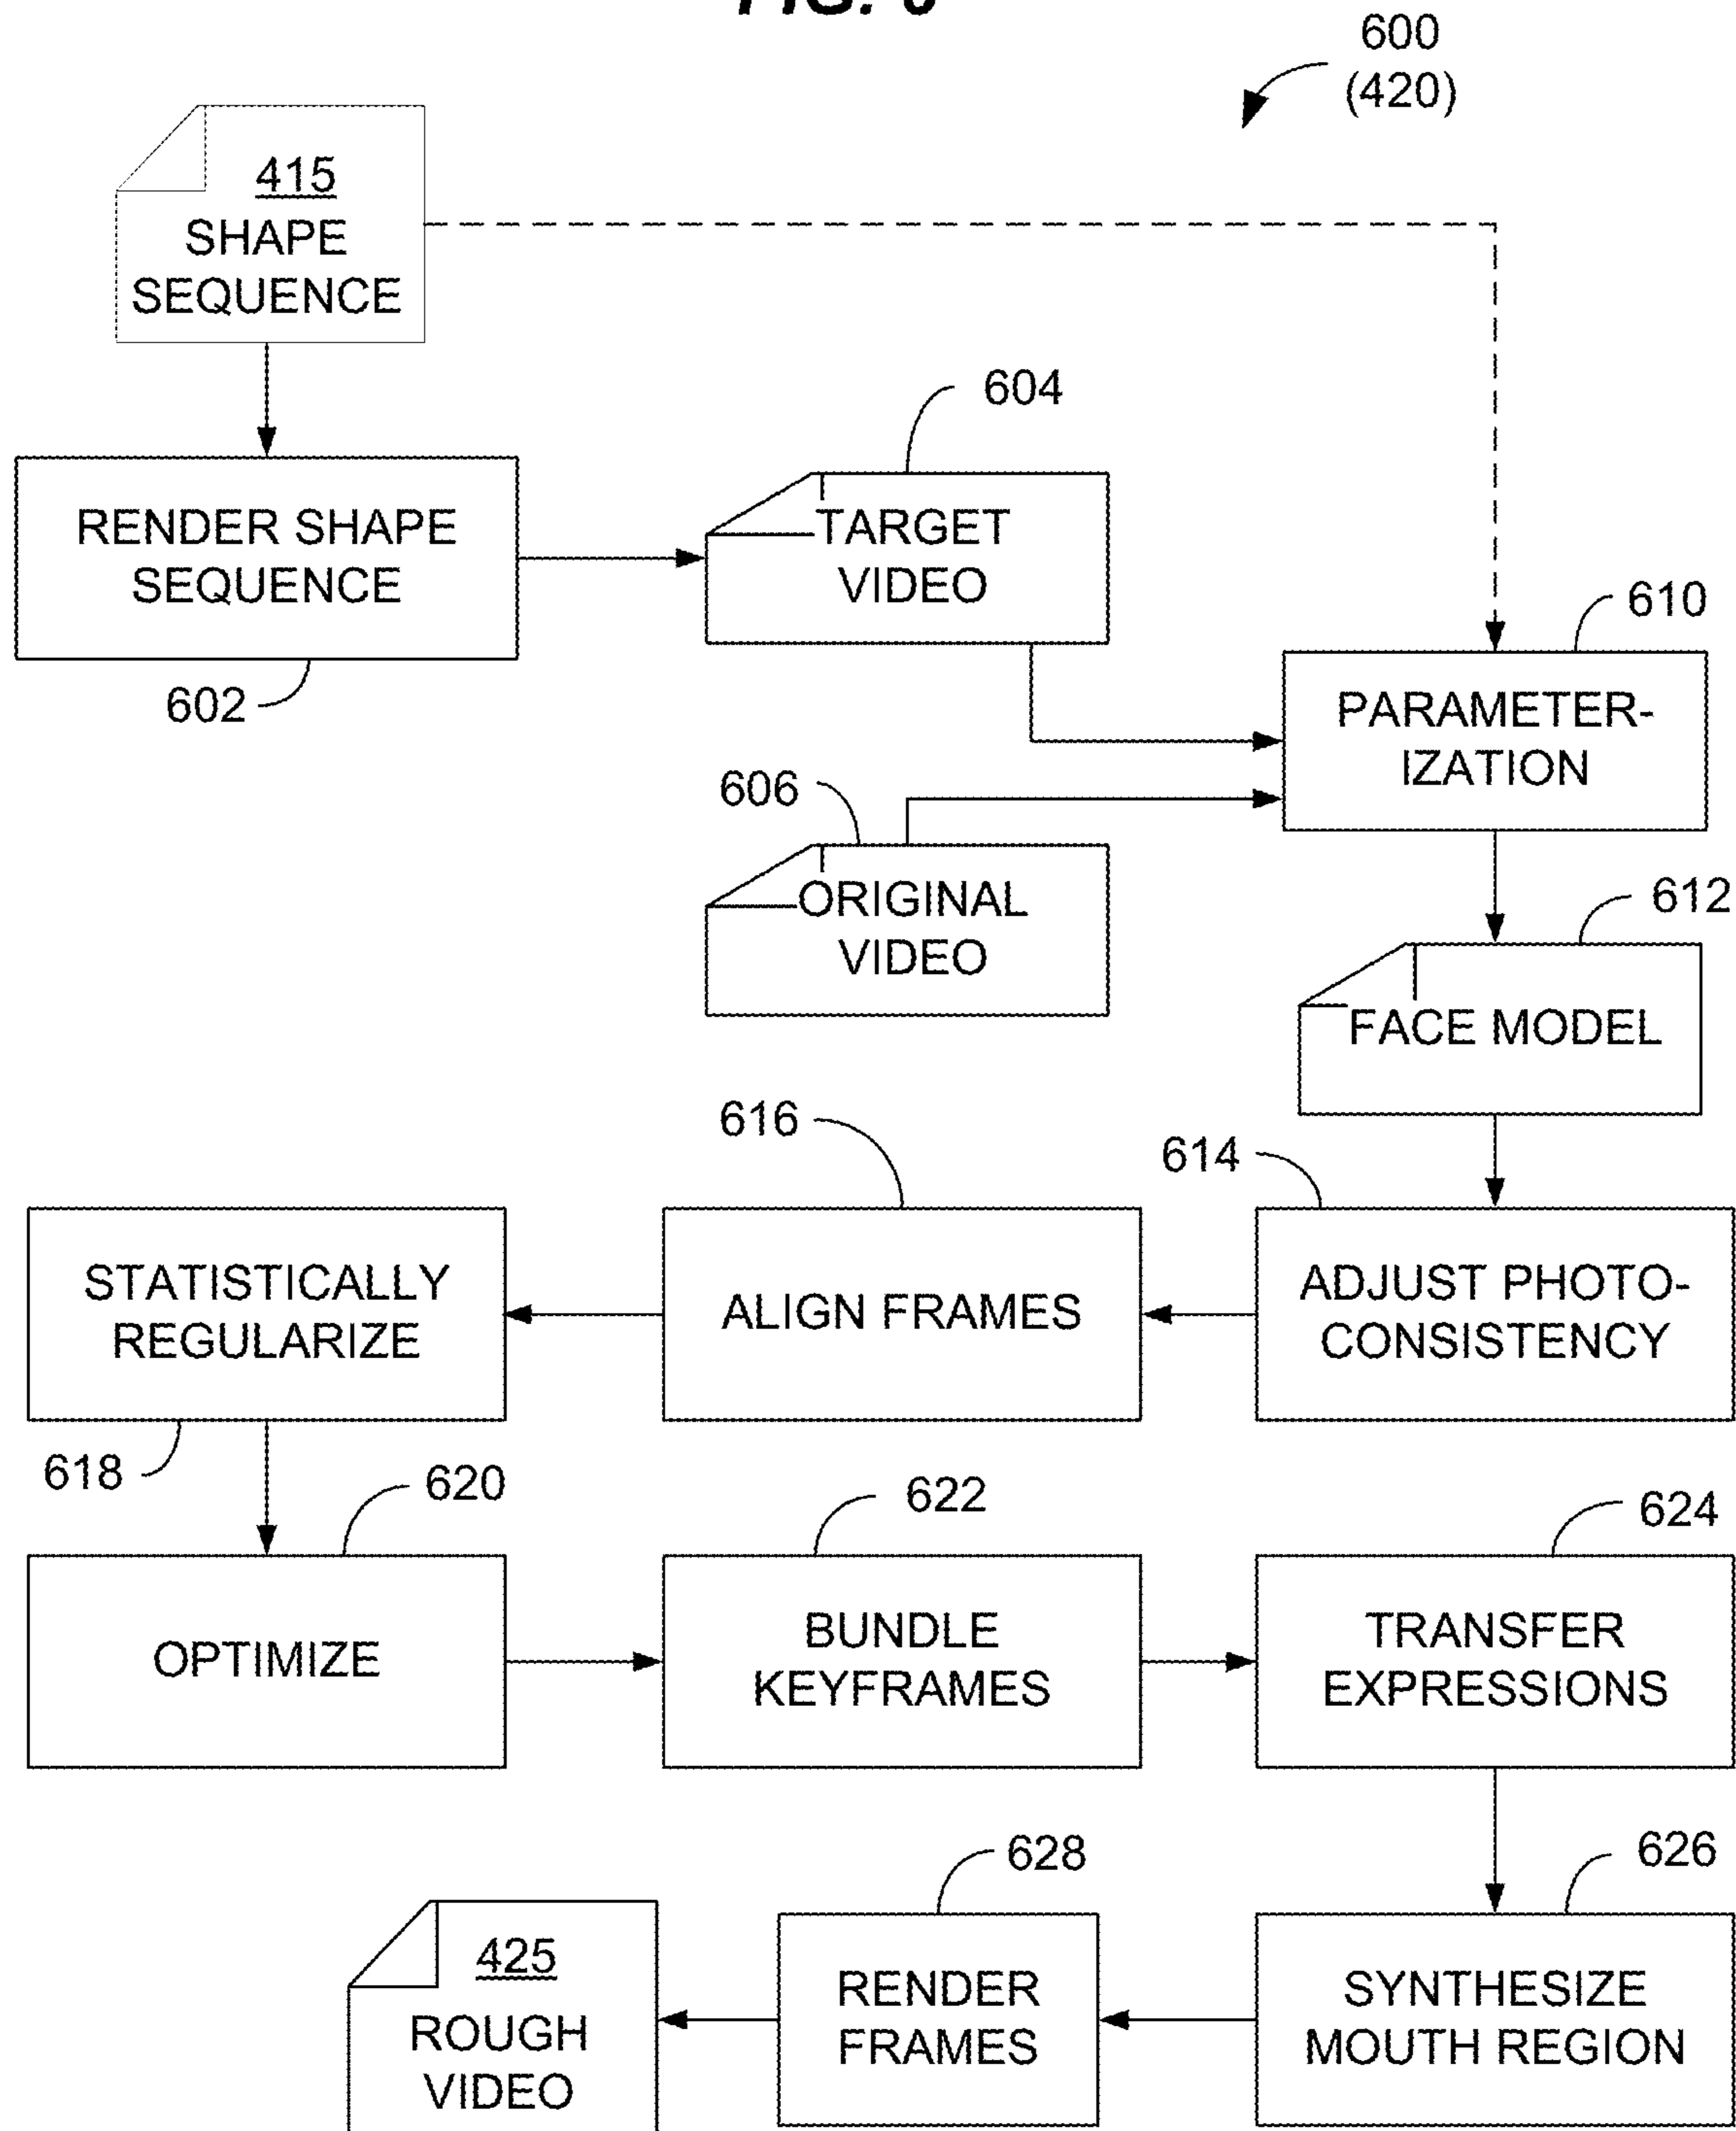 600
(420)
415
SHAPE
SEQUENCE
604
RENDER SHAPE
SEQUENCE
TARGET
VIDEO
602
610
PARAMETER-
IZATION
606
ORIGINAL
VIDEO
612
FACE MODEL
616
614
STATISTICALLY
REGULARIZE
ALIGN FRAMES
ADJUST PHOTO-
CONSISTENCY
618
620
622
624
OPTIMIZE
BUNDLE
KEYFRAMES
TRANSFER
EXPRESSIONS
628
626
425
ROUGH
VIDEO
RENDER
FRAMES
SYNTHESIZE
MOUTH REGION